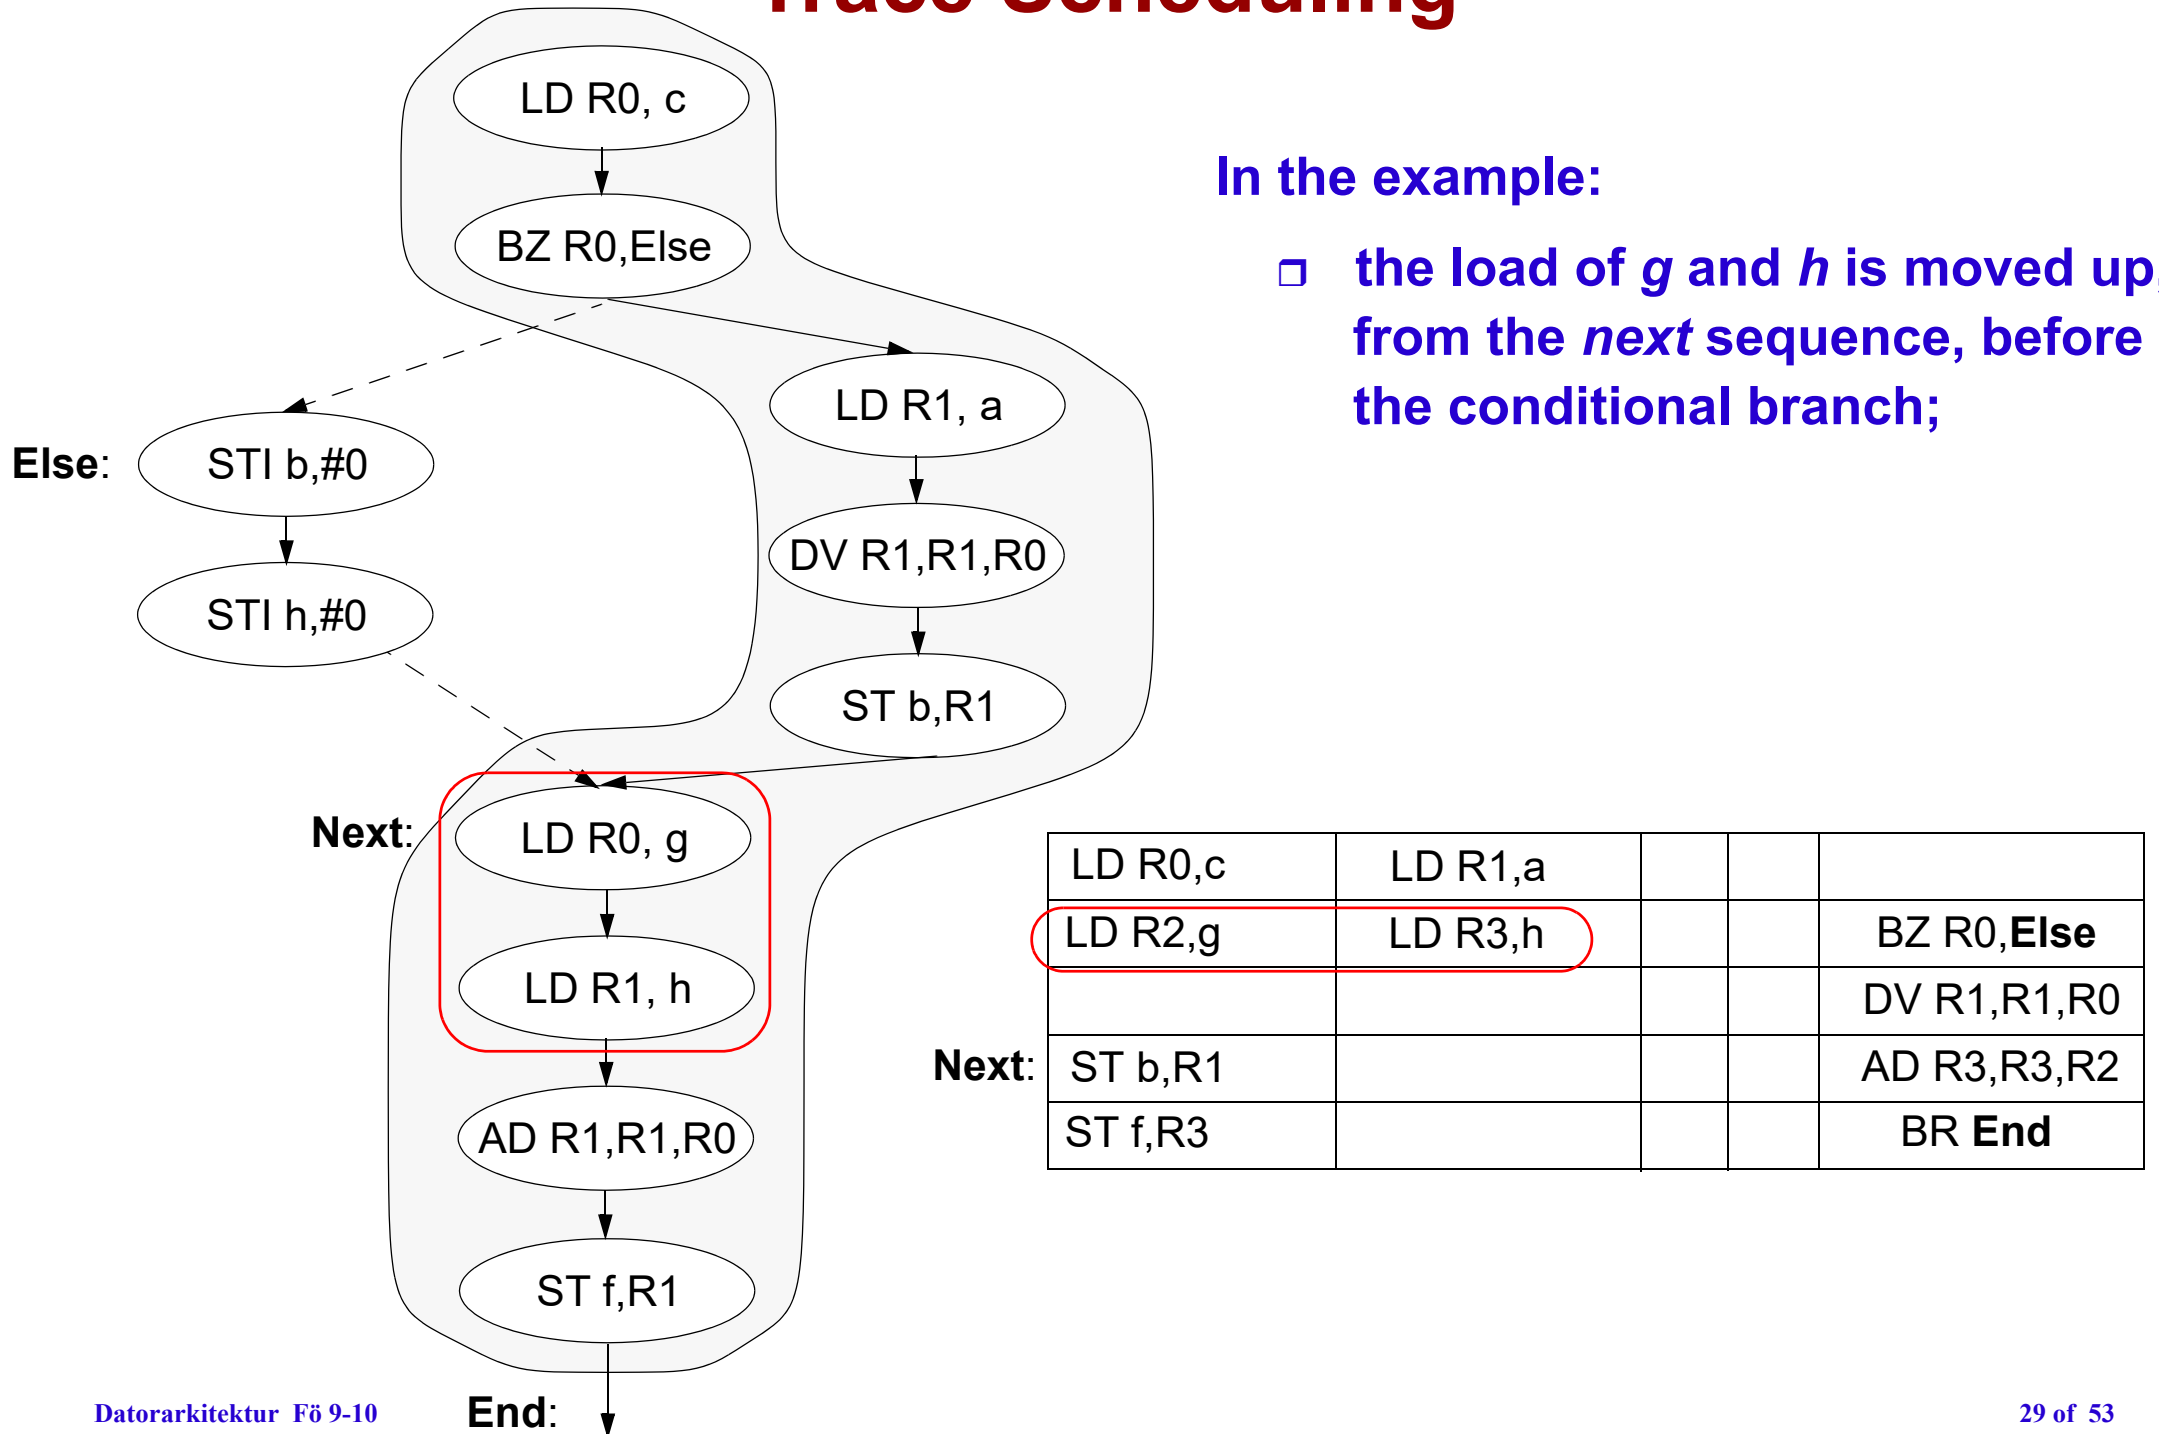 Trace Scheduling
LD R0, c
BZ R0,Else
In the example:
❒ the load of g and h is moved up,
from the next sequence, before
the conditional branch;
LD R1, a
Else: STI b,#0
DV R1,R1,R0
STI h,#0
ST b,R1
Next: LD R0, g
LD R1, h
AD R1,R1,R0
ST f,R1
End:
LD R0,c LD R1,a
LD R2,g LD R3,h BZ R0,Else
DV R1,R1,R0
Next: ST b,R1 AD R3,R3,R2
ST f,R3 BR End
Datorarkitektur Fö 9-10
29 of 53